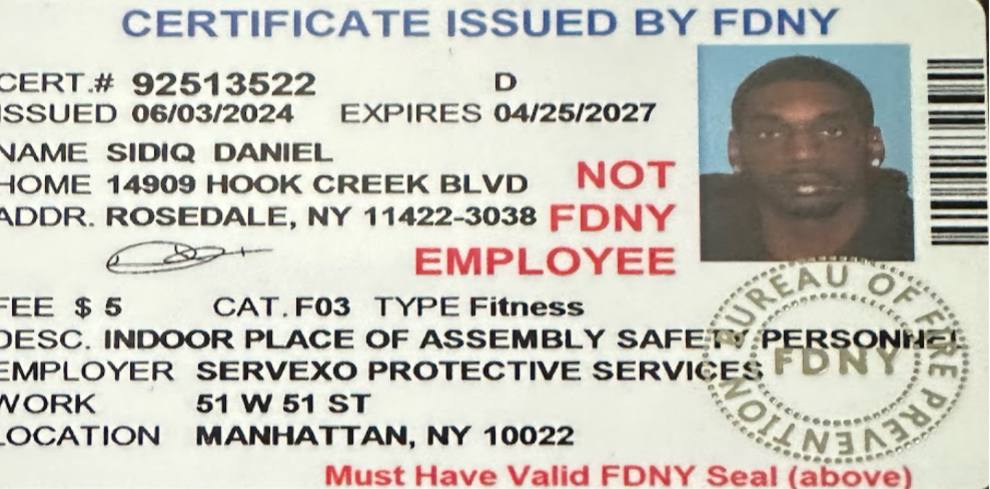 CERTIFICATE ISSUED BY FDNY
CERT.# 92513522 D
ISSUED 06/03/2024 EXPIRES 04/25/2027
NAME SIDIQ DANIEL
HOME 14909 HOOK CREEK BLVD
ADDR. ROSEDALE, NY 11422-3038
NOT
FDNY
EMPLOYEE
FEE $ 5 CAT. F03 TYPE Fitness
DESC. INDOOR PLACE OF ASSEMBLY SAFETY PERSONNEL
EMPLOYER SERVEXO PROTECTIVE SERVICES
WORK 51 W 51 ST
LOCATION MANHATTAN, NY 10022
BUREAU OF FIRE PREVENTION
FDNY
Must Have Valid FDNY Seal (above)